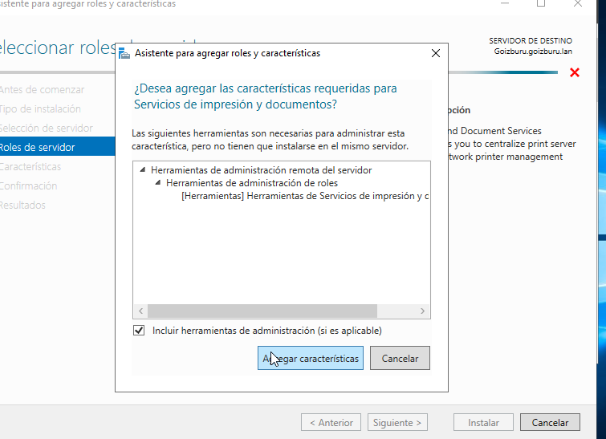 sistente para agregar roles y características
eleccionar roles
SERVIDOR DE DESTINO
Goizburu.goizburu.lan
Antes de comenzar
Tipo de instalación
Selección de servidor
Roles de servidor
Características
Confirmación
Resultados
Asistente para agregar roles y características
¿Desea agregar las características requeridas para
Servicios de impresión y documentos?
Las siguientes herramientas son necesarias para administrar esta
característica, pero no tienen que instalarse en el mismo servidor.
Herramientas de administración remota del servidor
Herramientas de administración de roles
[Herramientas] Herramientas de Servicios de impresión y c
Incluir herramientas de administración (si es aplicable)
Agregar características
Cancelar
pción
nd Document Services
s you to centralize print server
twork printer management
< Anterior
Siguiente >
Instalar
Cancelar